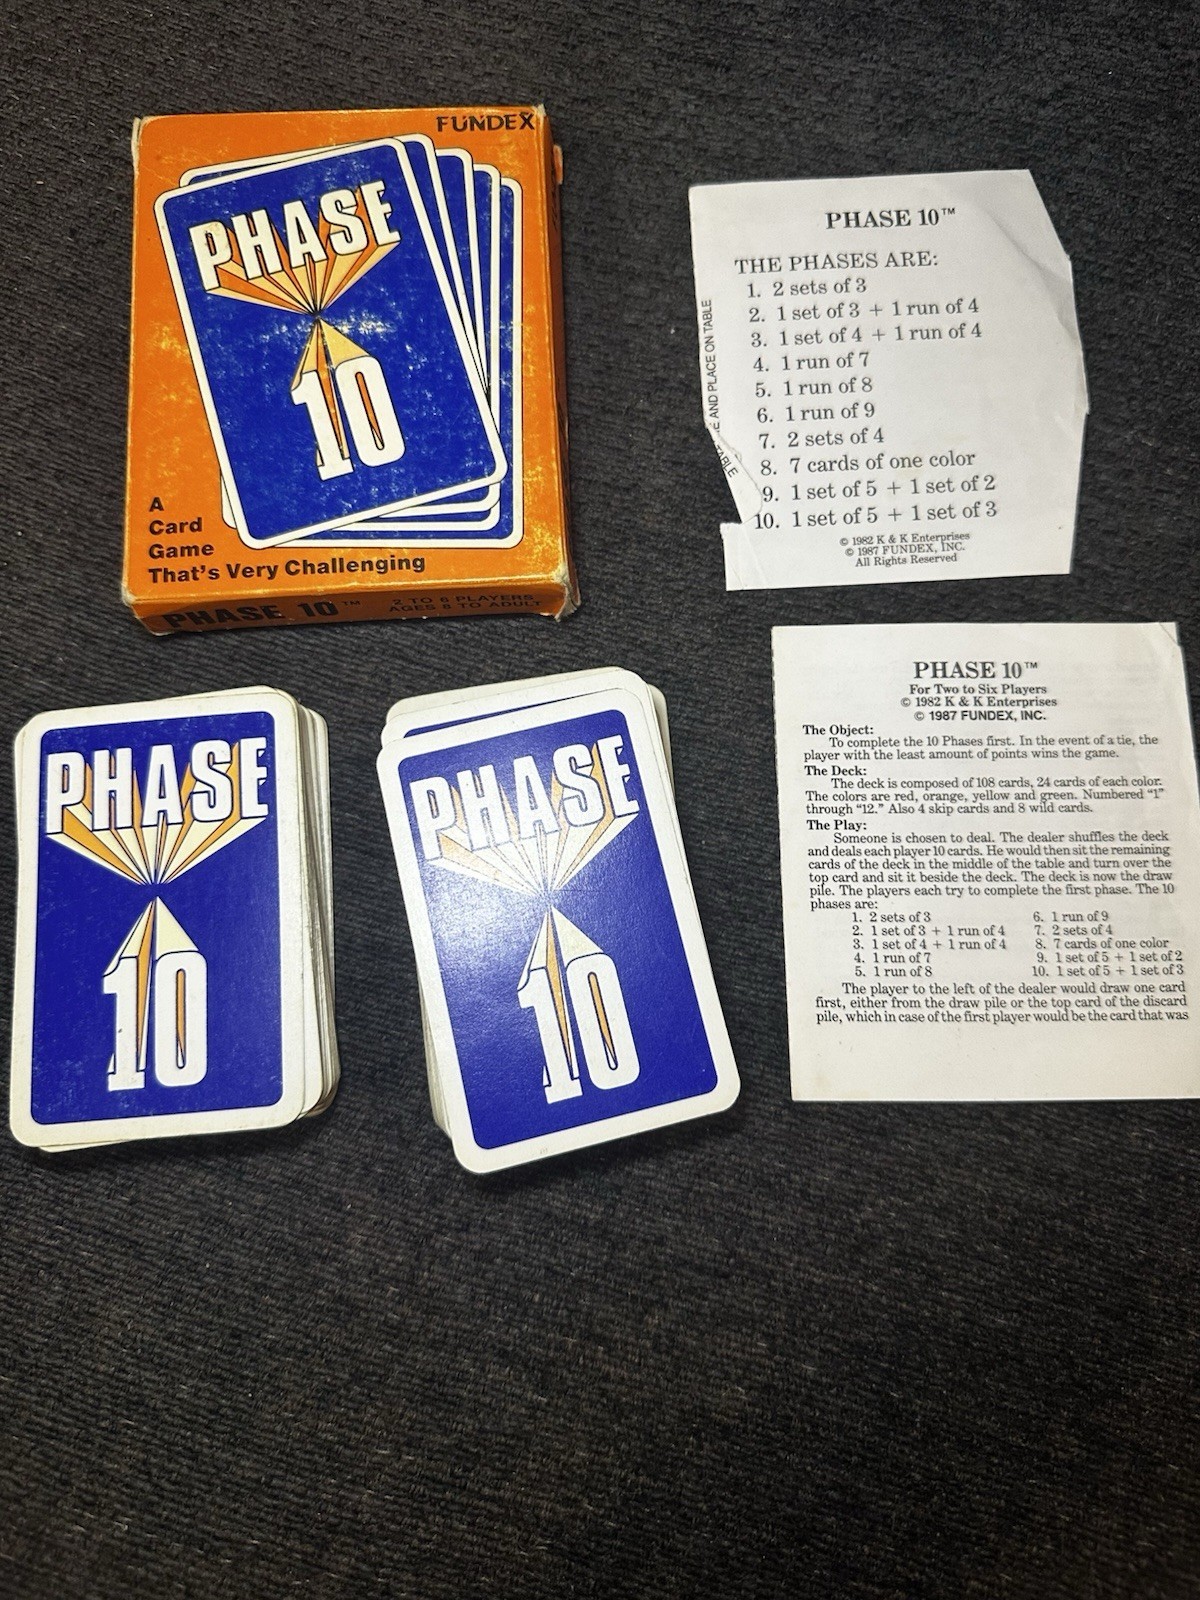 FUNDEX
PHASE
10
A
Card
Game
That's Very Challenging
PHASE 10™
2 TO 6 PLAYERS
AGES 8 TO ADULT
PHASE 10™
THE PHASES ARE:
1. 2 sets of 3
2. 1 set of 3 + 1 run of 4
3. 1 set of 4 + 1 run of 4
4. 1 run of 7
5. 1 run of 8
6. 1 run of 9
7. 2 sets of 4
8. 7 cards of one color
9. 1 set of 5 + 1 set of 2
10. 1 set of 5 + 1 set of 3
© 1982 K & K Enterprises
© 1987 FUNDEX, INC.
All Rights Reserved
AND PLACE ON TABLE
PHASE
10
PHASE
10
PHASE 10™
For Two to Six Players
© 1982 K & K Enterprises
© 1987 FUNDEX, INC.
The Object:
To complete the 10 Phases first. In the event of a tie, the
player with the least amount of points wins the game.
The Deck:
The deck is composed of 108 cards, 24 cards of each color.
The colors are red, orange, yellow and green. Numbered "1"
through "12." Also 4 skip cards and 8 wild cards.
The Play:
Someone is chosen to deal. The dealer shuffles the deck
and deals each player 10 cards. He would then sit the remaining
cards of the deck in the middle of the table and turn over the
top card and sit it beside the deck. The deck is now the draw
pile. The players each try to complete the first phase. The 10
phases are:
1. 2 sets of 3
2. 1 set of 3 + 1 run of 4
3. 1 set of 4 + 1 run of 4
4. 1 run of 7
5. 1 run of 8
6. 1 run of 9
7. 2 sets of 4
8. 7 cards of one color
9. 1 set of 5 + 1 set of 2
10. 1 set of 5 + 1 set of 3
The player to the left of the dealer would draw one card
first, either from the draw pile or the top card of the discard
pile, which in case of the first player would be the card that was